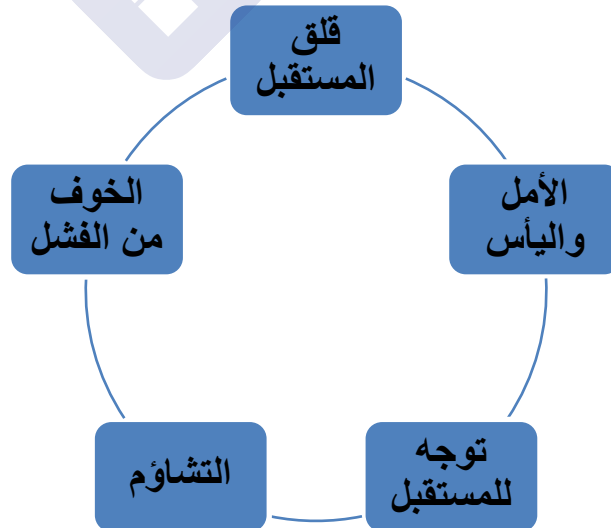 قلق
المستقبل
الأمل
واليأس
توجه
للمستقبل
التشاؤم
الخوف
من الفشل